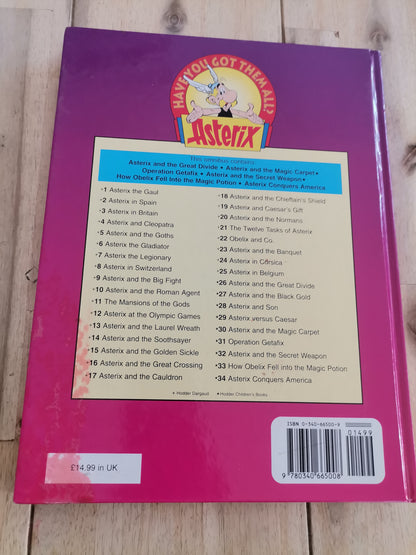 HAVE YOU GOT THEM ALL?
Asterix
This omnibus contains:
Asterix and the Great Divide • Asterix and the Magic Carpet •
Operation Getafix • Asterix and the Secret Weapon •
How Obelix Fell Into the Magic Potion • Asterix Conquers America
•1 Asterix the Gaul
•2 Asterix in Spain
•3 Asterix in Britain
•4 Asterix and Cleopatra
•5 Asterix and the Goths
•6 Asterix the Gladiator
•7 Asterix the Legionary
•8 Asterix in Switzerland
•9 Asterix and the Big Fight
•10 Asterix and the Roman Agent
•11 The Mansions of the Gods
•12 Asterix at the Olympic Games
•13 Asterix and the Laurel Wreath
•14 Asterix and the Soothsayer
•15 Asterix and the Golden Sickle
•16 Asterix and the Great Crossing
•17 Asterix and the Cauldron
•18 Asterix and the Chieftain's Shield
•19 Asterix and Caesar's Gift
•20 Asterix and the Normans
•21 The Twelve Tasks of Asterix
•22 Obelix and Co.
•23 Asterix and the Banquet
•24 Asterix in Corsica
•25 Asterix in Belgium
•26 Asterix and the Great Divide
•27 Asterix and the Black Gold
•28 Asterix and Son
•29 Asterix versus Caesar
•30 Asterix and the Magic Carpet
•31 Operation Getafix
•32 Asterix and the Secret Weapon
•33 How Obelix Fell into the Magic Potion
•34 Asterix Conquers America
• Hodder Dargaud • Hodder Children's Books
£14.99 in UK
ISBN 0-340-66500-9
01499
9 780340 665008